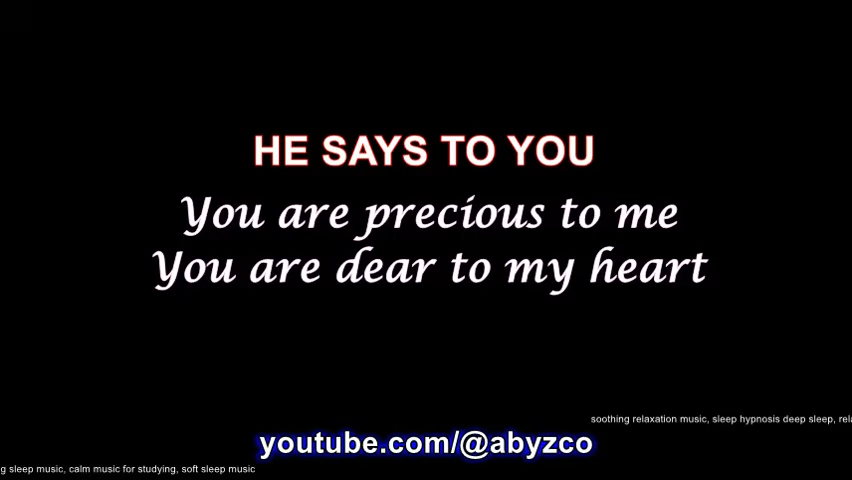 HE SAYS TO YOU
You are precious to me
You are dear to my heart
soothing relaxation music, sleep hypnosis deep sleep,
youtube.com/@abyzco
sleep music, calm music for studying, soft sleep music